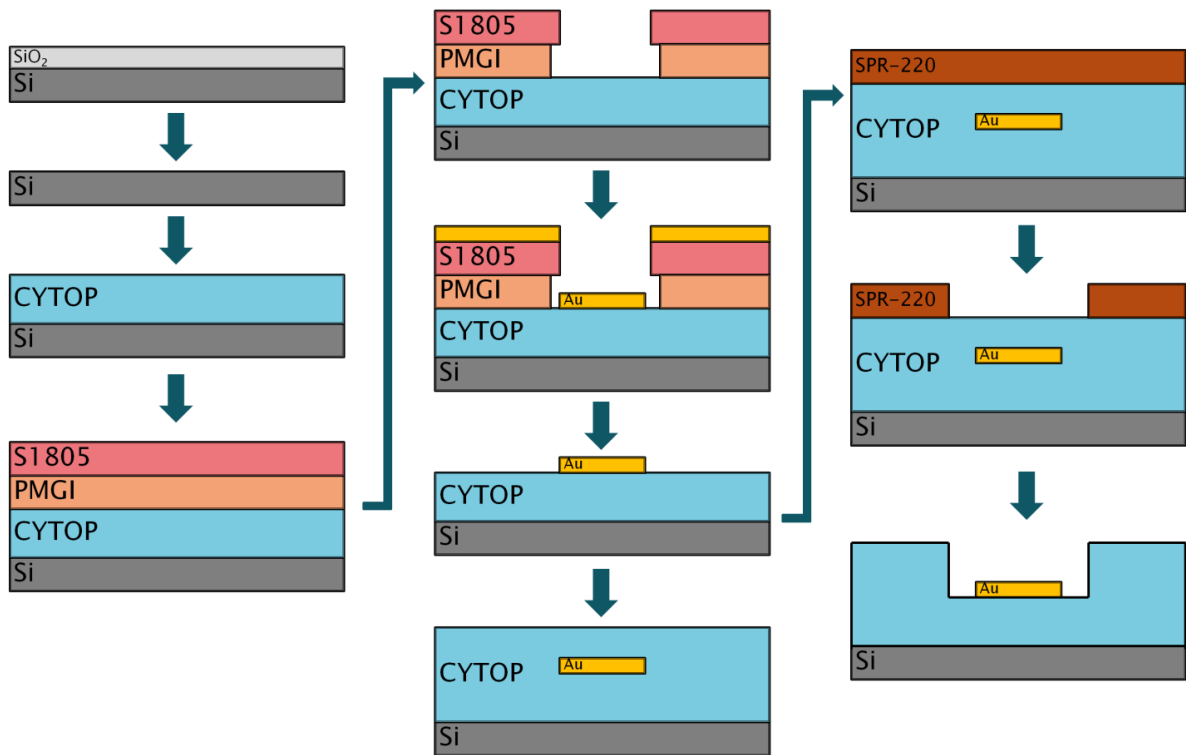 SiO₂
Si
Si
CYTOP
Si
S1805
PMGI
CYTOP
Si
S1805
PMGI
CYTOP
Si
S1805
PMGI
Au
CYTOP
Si
Au
CYTOP
Si
CYTOP
Au
Si
SPR-220
CYTOP
Au
Si
SPR-220
CYTOP
Au
Si
Au
Si